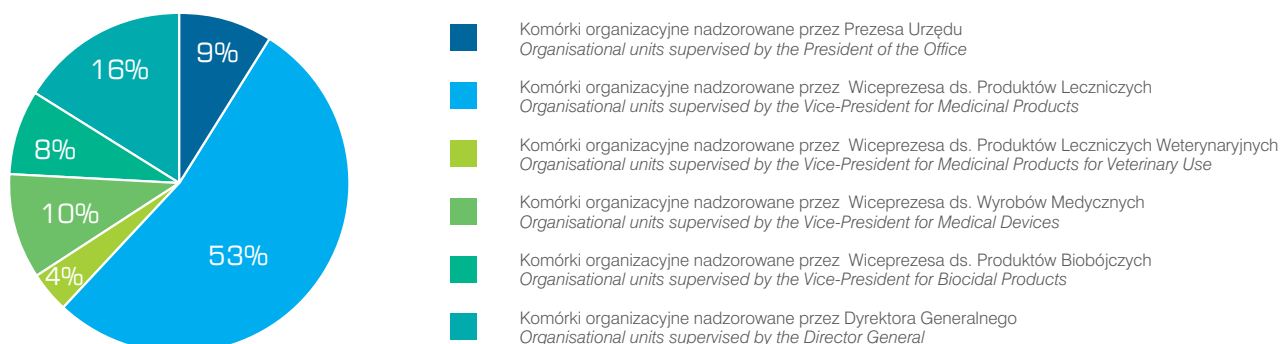 9%
16%
8%
10%
4%
53%
Komórki organizacyjne nadzorowane przez Prezesa Urzędu
Organisational units supervised by the President of the Office
Komórki organizacyjne nadzorowane przez Wiceprezesa ds. Produktów Leczniczych
Organisational units supervised by the Vice-President for Medicinal Products
Komórki organizacyjne nadzorowane przez Wiceprezesa ds. Produktów Leczniczych Weterynaryjnych
Organisational units supervised by the Vice-President for Medicinal Products for Veterinary Use
Komórki organizacyjne nadzorowane przez Wiceprezesa ds. Wyrobów Medycznych
Organisational units supervised by the Vice-President for Medical Devices
Komórki organizacyjne nadzorowane przez Wiceprezesa ds. Produktów Biobójczych
Organisational units supervised by the Vice-President for Biocidal Products
Komórki organizacyjne nadzorowane przez Dyrektora Generalnego
Organisational units supervised by the Director General